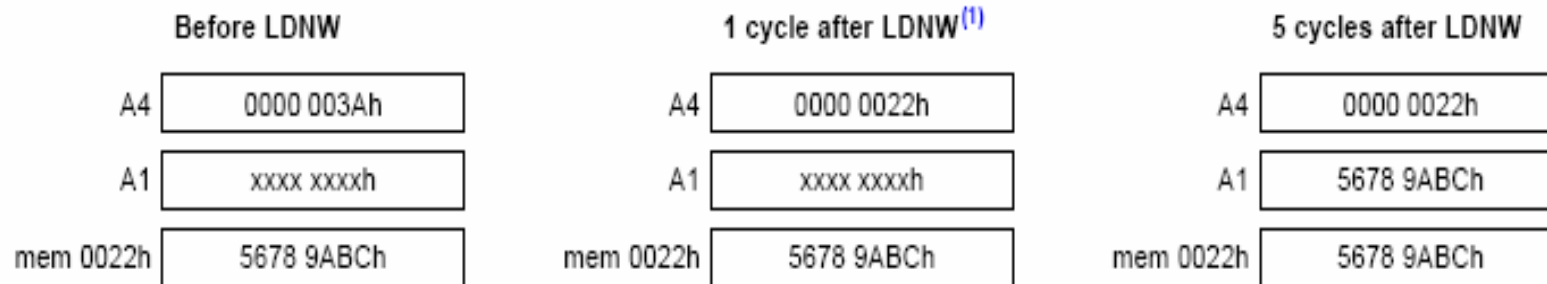 Before LDNW 1 cycle after LDNW(1) 5 cycles after LDNW
A4 0000 003Ah A4 0000 0022h A4 0000 0022h
A1 xxxx xxxxh A1 xxxx xxxxh A1 5678 9ABCh
mem 0022h 5678 9ABCh mem 0022h 5678 9ABCh mem 0022h 5678 9ABCh